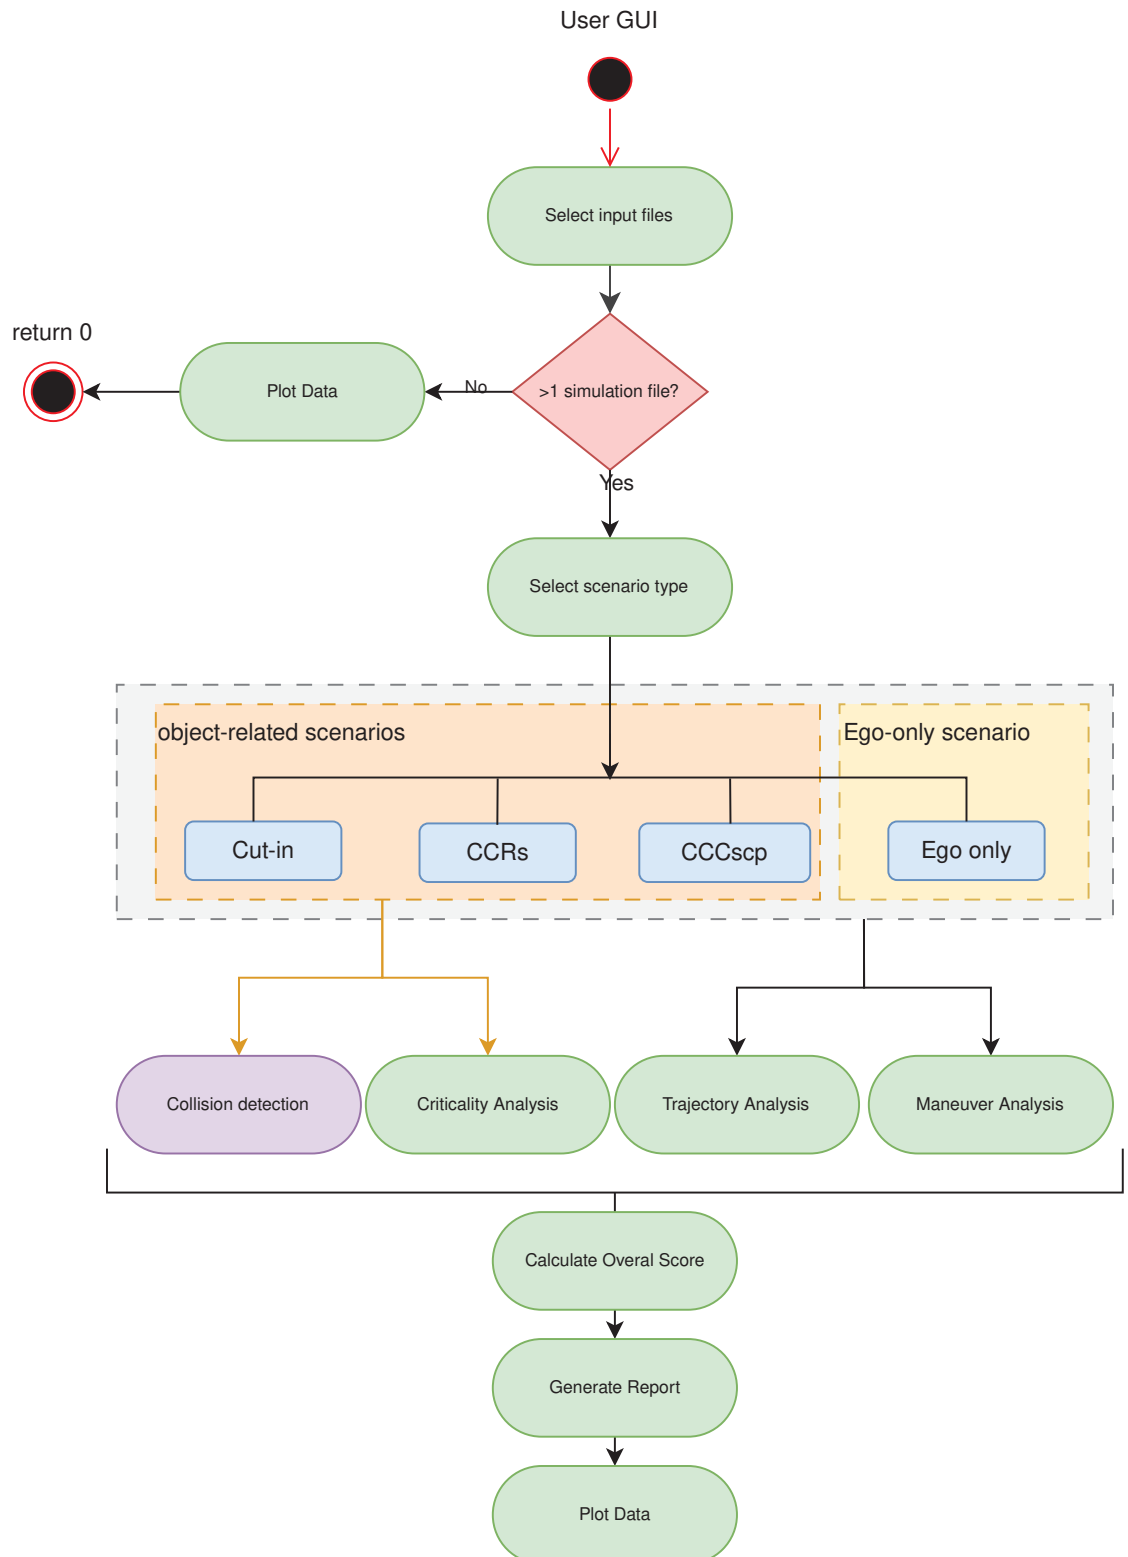 User GUI
Select input files
return 0
Plot Data
No
>1 simulation file?
Yes
Select scenario type
object-related scenarios
Ego-only scenario
Cut-in
CCRs
CCCscp
Ego only
Collision detection
Criticality Analysis
Trajectory Analysis
Maneuver Analysis
Calculate Overal Score
Generate Report
Plot Data